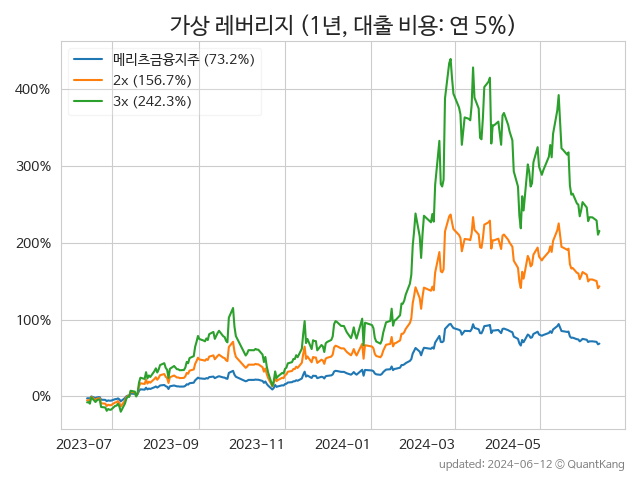 가상 레버리지 (1년, 대출 비용: 연 5%)
메리츠금융지주 (73.2%)
2x (156.7%)
3x (242.3%)
400%
300%
200%
100%
0%
2023-07 2023-09 2023-11 2024-01 2024-03 2024-05
updated: 2024-06-12 © QuantKang